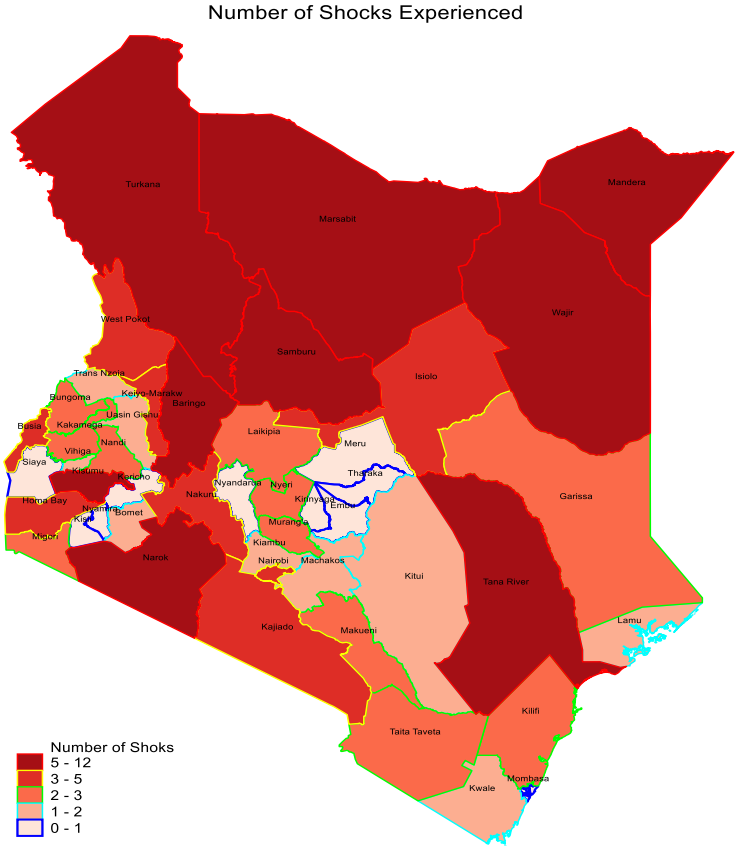 Number of Shocks Experienced
Turkana
Mandera
Marsabit
Wajir
West Pokot
Samburu
Isiolo
Trans Nzoia
Keiyo-Marakw
Bungoma
Baringo
Uasin Gishu
Busia
Kakamega
Laikipia
Nandi
Meru
Vihiga
Siaya
Kisumu
Kericho
Tharaka
Nyandarua
Nyeri
Nakuru
Garissa
Homa Bay
Kirinyaga
Embu
Nyamira
Bomet
Kisii
Murang'a
Migori
Kiambu
Narok
Nairobi
Machakos
Kitui
Tana River
Lamu
Kajiado
Makueni
Kilifi
Taita Taveta
Mombasa
Kwale
Number of Shoks
5 - 12
3 - 5
2 - 3
1 - 2
0 - 1